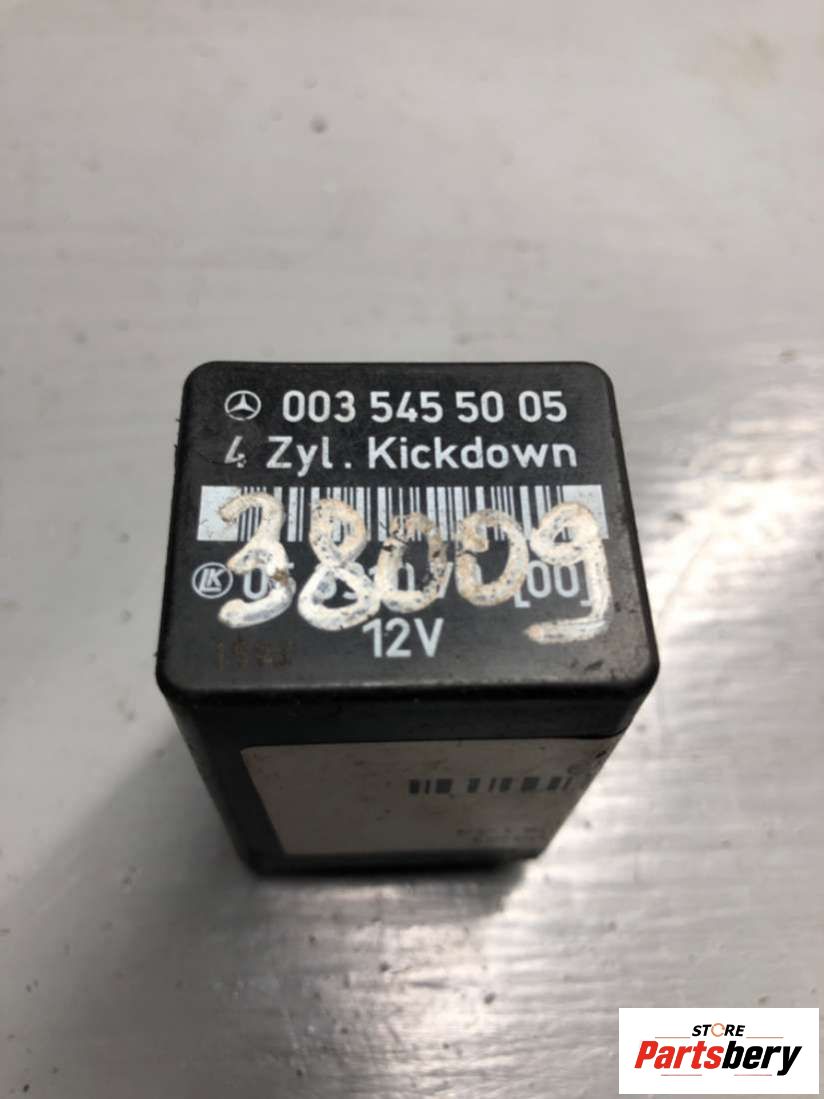 003 545 50 05
4 Zyl. Kickdown
38009
[00]
12V
STORE
Partsbery